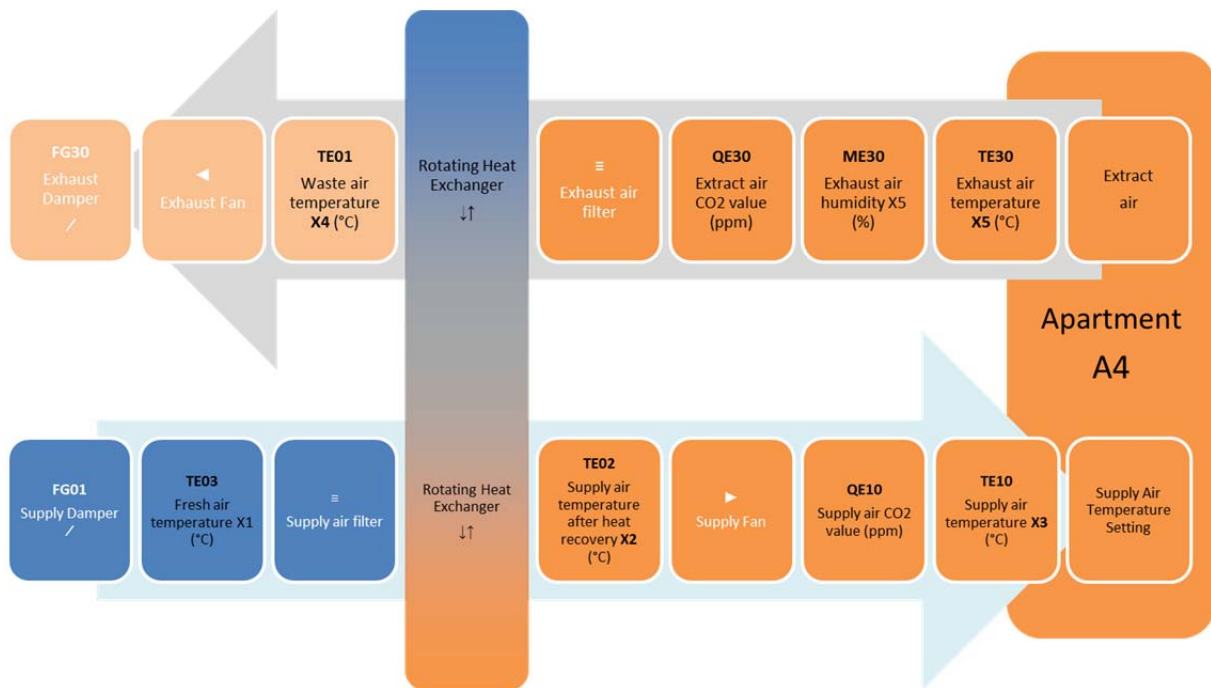 FG30
Exhaust
Damper
⁄
◄
Exhaust Fan
TE01
Waste air
temperature
X4 (°C)
Rotating Heat
Exchanger
↓↑
≡
Exhaust air
filter
QE30
Extract air
CO2 value
(ppm)
ME30
Exhaust air
humidity X5
(%)
TE30
Exhaust air
temperature
X5 (°C)
Extract
air
Apartment
A4
FG01
Supply Damper
⁄
TE03
Fresh air
temperature X1
(°C)
≡
Supply air filter
Rotating Heat
Exchanger
↓↑
TE02
Supply air
temperature
after heat
recovery X2
(°C)
►
Supply Fan
QE10
Supply air CO2
value (ppm)
TE10
Supply air
temperature X3
(°C)
Supply Air
Temperature
Setting